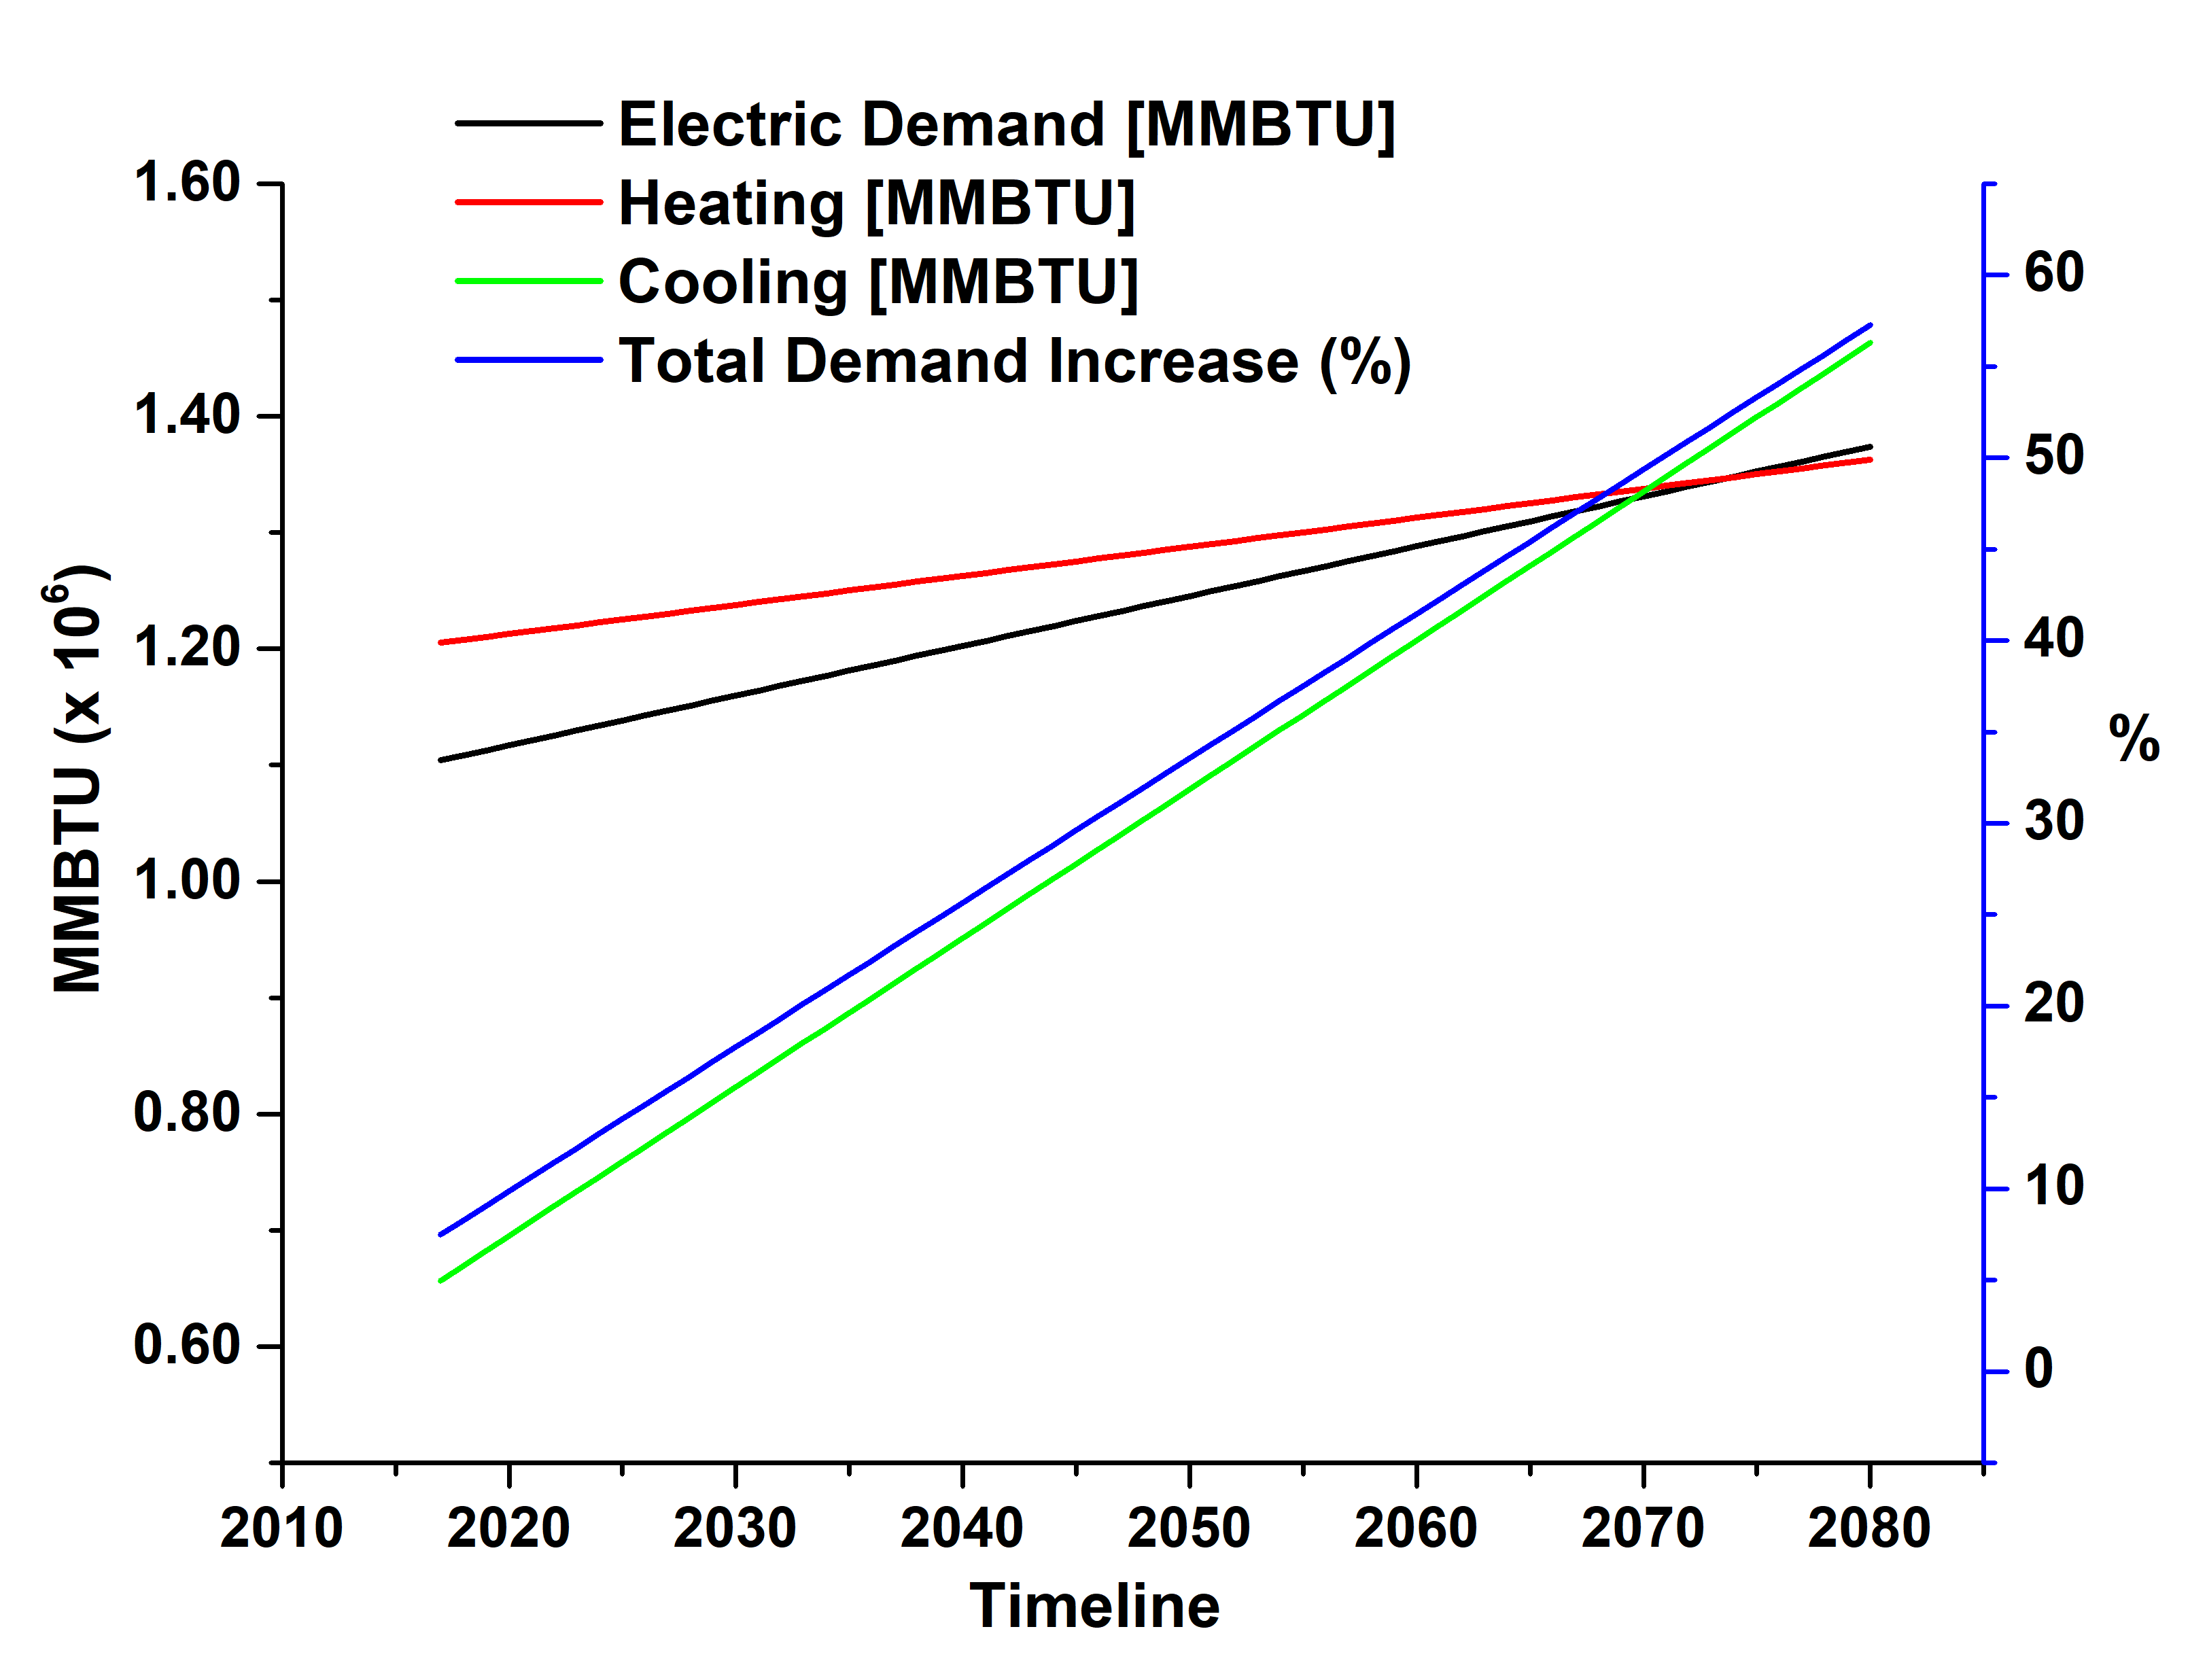 Electric Demand [MMBTU]
Heating [MMBTU]
Cooling [MMBTU]
Total Demand Increase (%)
MMBTU (x 10⁶)
1.60
1.40
1.20
1.00
0.80
0.60
60
50
40
30
20
10
0
%
2010 2020 2030 2040 2050 2060 2070 2080
Timeline